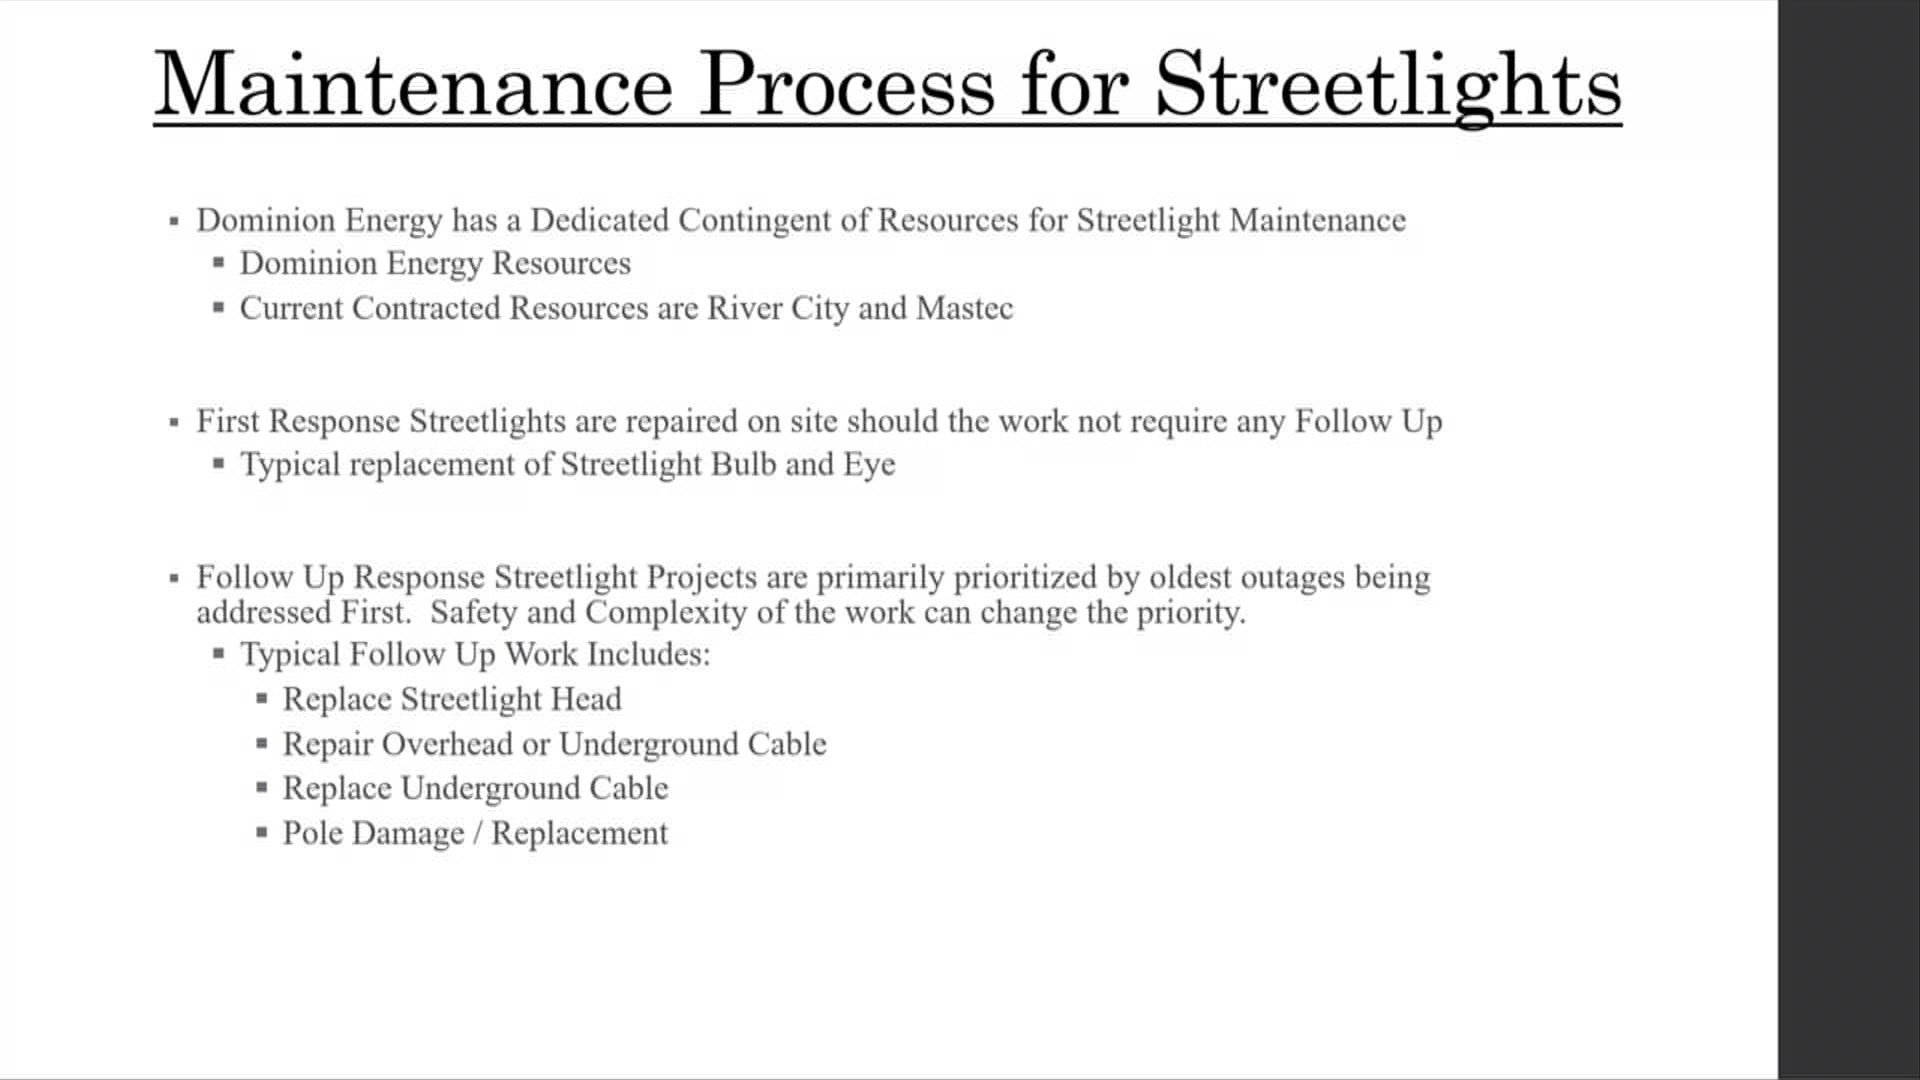 Maintenance Process for Streetlights
▪ Dominion Energy has a Dedicated Contingent of Resources for Streetlight Maintenance
▪ Dominion Energy Resources
▪ Current Contracted Resources are River City and Mastec
▪ First Response Streetlights are repaired on site should the work not require any Follow Up
▪ Typical replacement of Streetlight Bulb and Eye
▪ Follow Up Response Streetlight Projects are primarily prioritized by oldest outages being
addressed First.  Safety and Complexity of the work can change the priority.
▪ Typical Follow Up Work Includes:
▪ Replace Streetlight Head
▪ Repair Overhead or Underground Cable
▪ Replace Underground Cable
▪ Pole Damage / Replacement